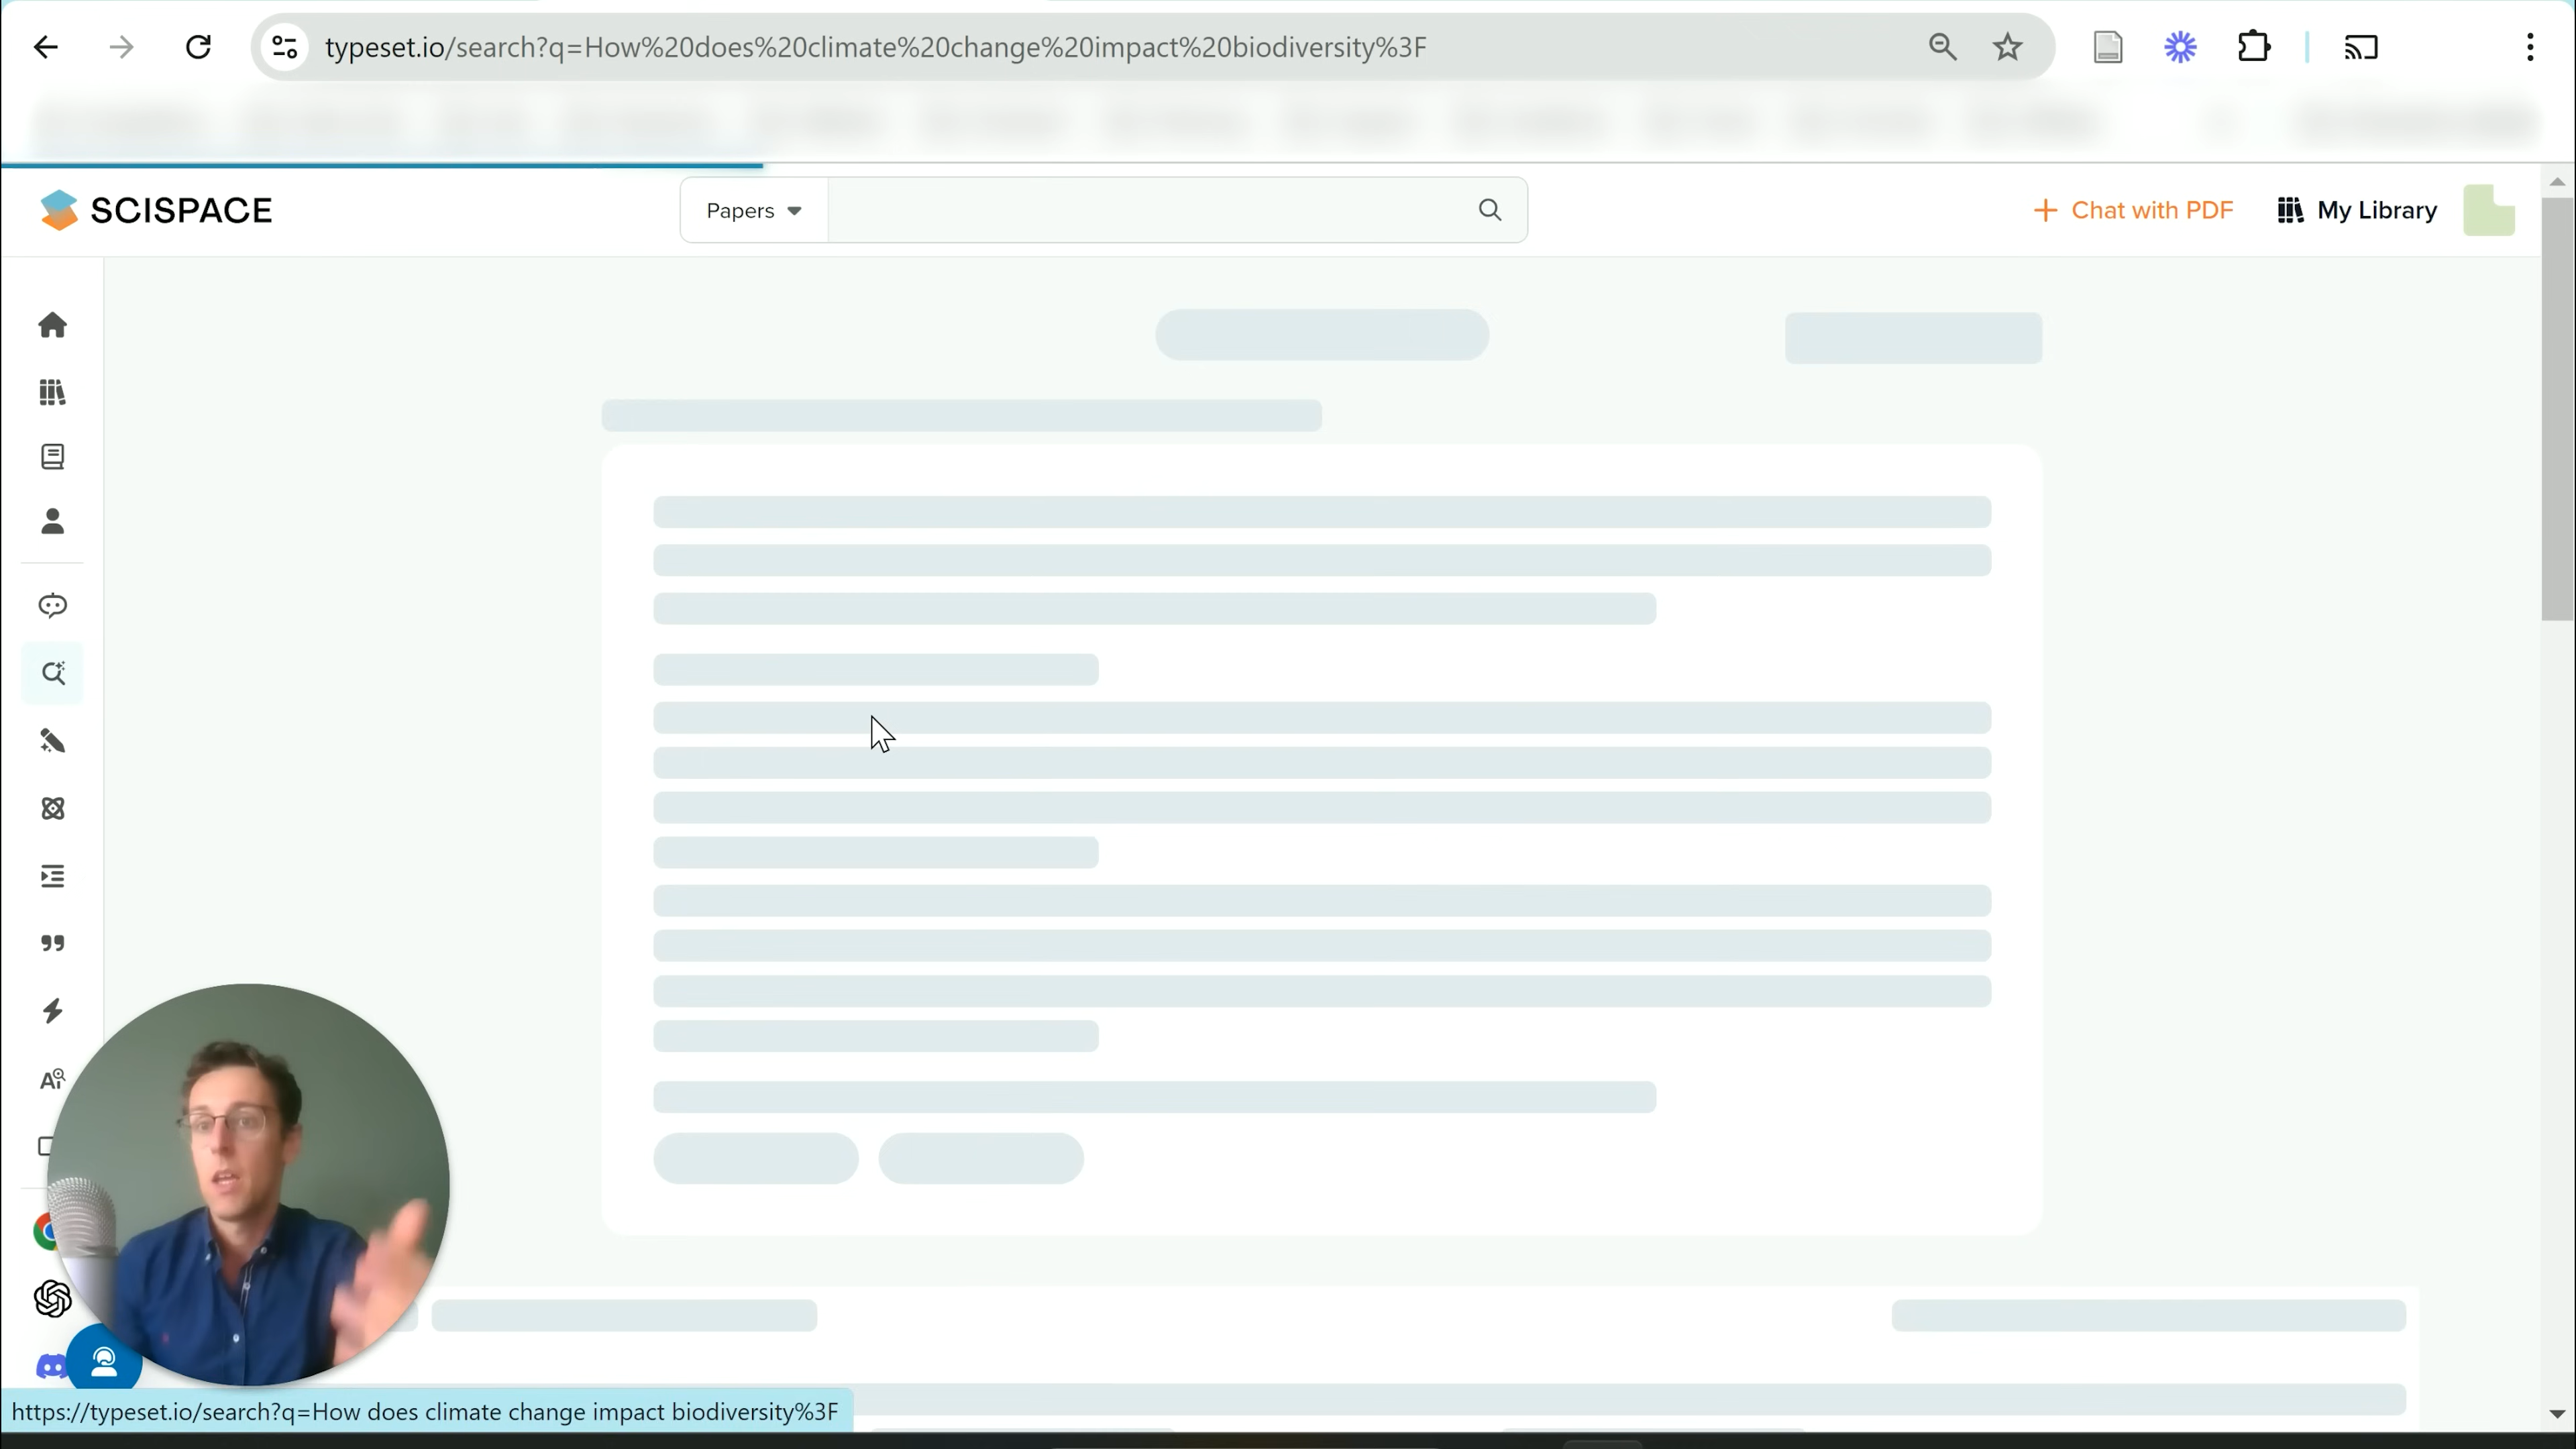 typeset.io/search?q=How%20does%20climate%20change%20impact%20biodiversity%3F
SCISPACE
Papers
+ Chat with PDF
My Library
https://typeset.io/search?q=How does climate change impact biodiversity%3F